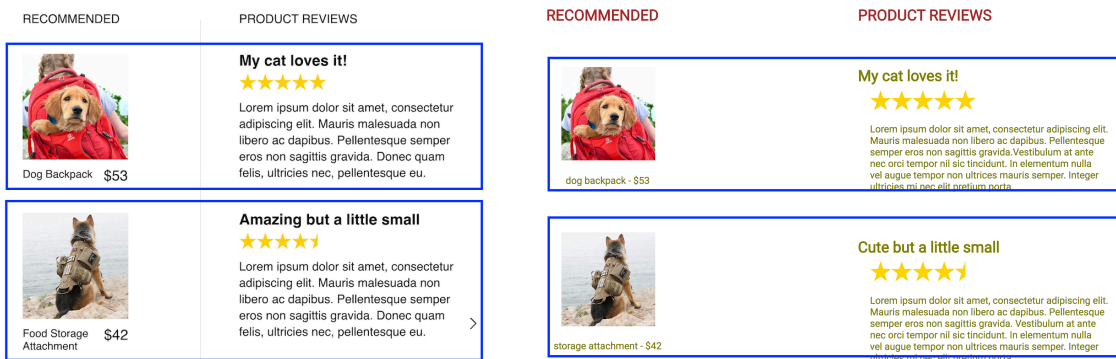 RECOMMENDED
PRODUCT REVIEWS
My cat loves it!
Lorem ipsum dolor sit amet, consectetur
adipiscing elit. Mauris malesuada non
libero ac dapibus. Pellentesque semper
eros non sagittis gravida. Donec quam
felis, ultricies nec, pellentesque eu.
Dog Backpack $53
Amazing but a little small
Lorem ipsum dolor sit amet, consectetur
adipiscing elit. Mauris malesuada non
libero ac dapibus. Pellentesque semper
eros non sagittis gravida. Donec quam
felis, ultricies nec, pellentesque eu.
Food Storage $42
Attachment
RECOMMENDED
PRODUCT REVIEWS
My cat loves it!
Lorem ipsum dolor sit amet, consectetur adipiscing elit.
Mauris malesuada non libero ac dapibus. Pellentesque
semper eros non sagittis gravida.Vestibulum at ante
nec orci tempor nil sic tincidunt. In elementum nulla
vel augue tempor non ultrices mauris semper. Integer
ultricies mi nec elit pretium porta.
dog backpack - $53
Cute but a little small
Lorem ipsum dolor sit amet, consectetur adipiscing elit.
Mauris malesuada non libero ac dapibus. Pellentesque
semper eros non sagittis gravida. Vestibulum at ante
nec orci tempor nil sic tincidunt. In elementum nulla
vel augue tempor non ultrices mauris semper. Integer
storage attachment - $42